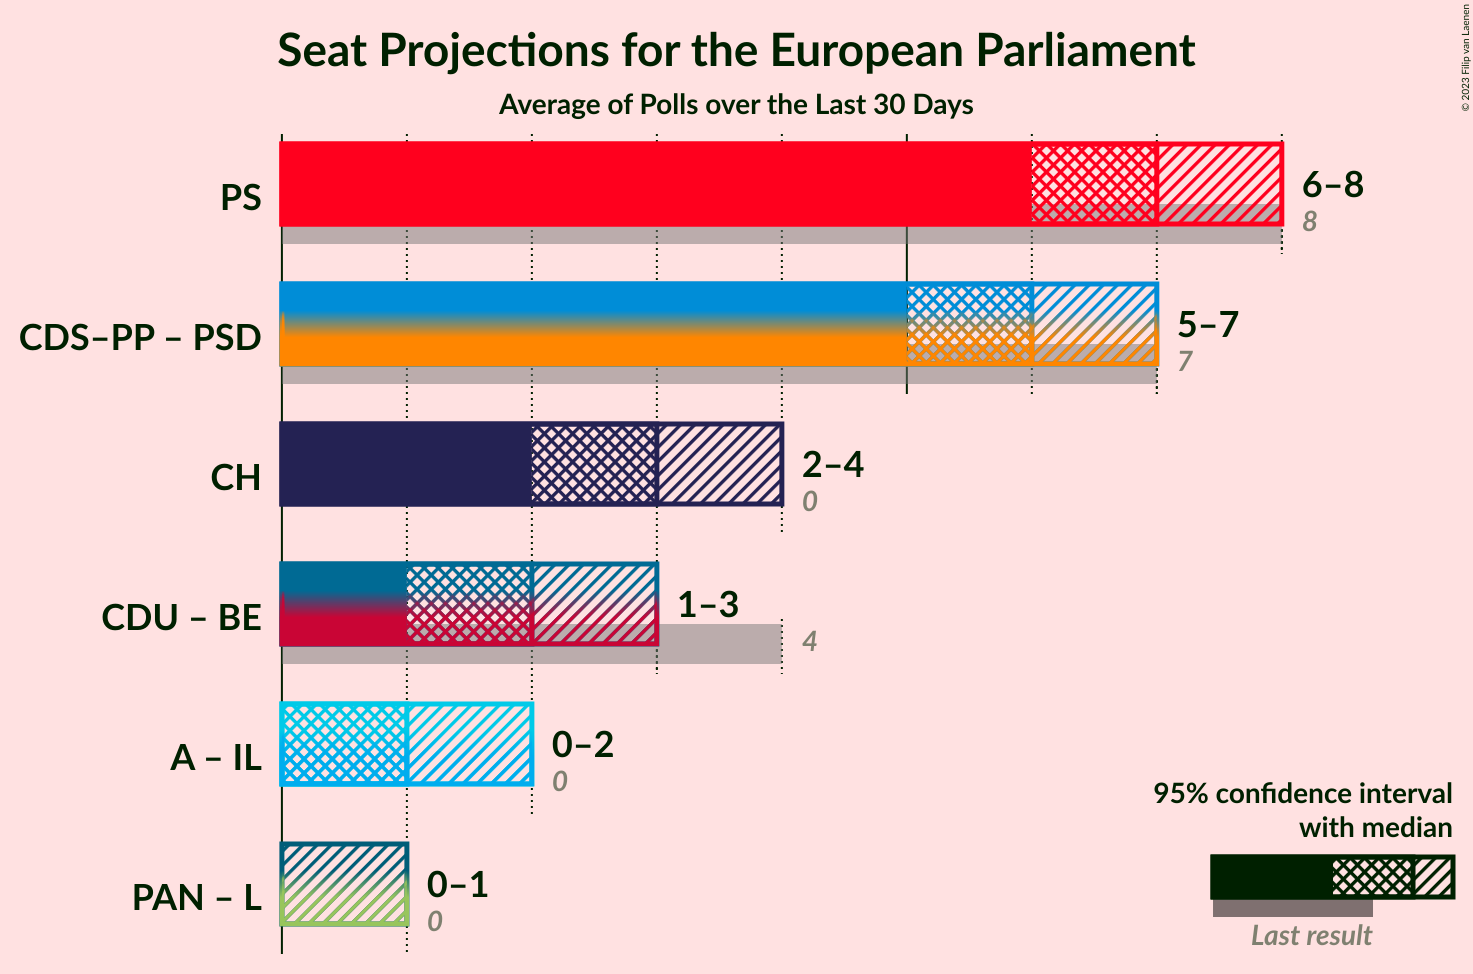 Seat Projections for the European Parliament
Average of Polls over the Last 30 Days
© 2023 Filip van Laenen
PS
6–8
8
CDS–PP – PSD
5–7
7
CH
2–4
0
CDU – BE
1–3
4
A – IL
0–2
0
PAN – L
0–1
0
95% confidence interval
with median
Last result